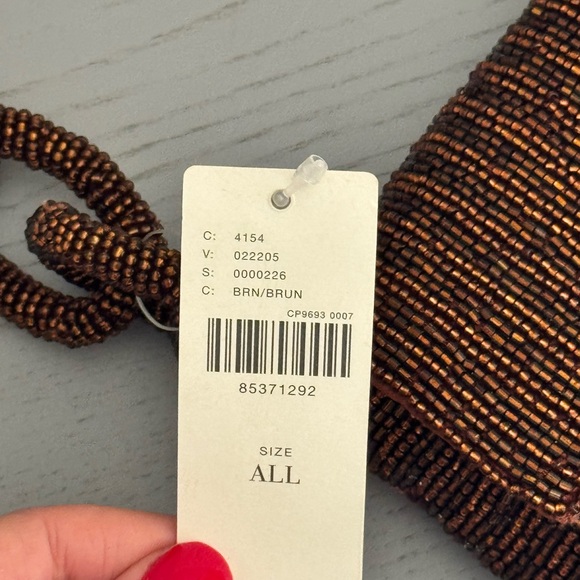 C: 4154
V: 022205
S: 0000226
C: BRN/BRUN
CP9693 0007
85371292
SIZE
ALL